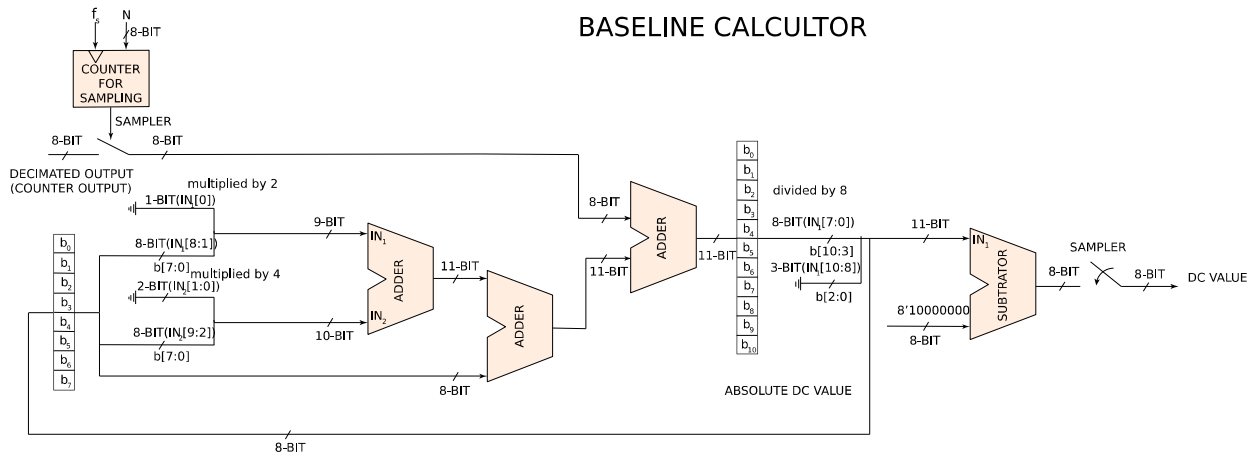 BASELINE CALCULTOR
fs
N
8-BIT
COUNTER
FOR
SAMPLING
SAMPLER
8-BIT
8-BIT
DECIMATED OUTPUT
(COUNTER OUTPUT)
multiplied by 2
1-BIT(IN1[0])
8-BIT(IN1[8:1])
b[7:0]
multiplied by 4
2-BIT(IN2[1:0])
8-BIT(IN2[9:2])
b[7:0]
b0
b1
b2
b3
b4
b5
b6
b7
9-BIT
IN1
ADDER
IN2
10-BIT
11-BIT
ADDER
8-BIT
8-BIT
ADDER
11-BIT
11-BIT
b0
b1
b2
b3
b4
b5
b6
b7
b8
b9
b10
divided by 8
8-BIT(IN1[7:0])
b[10:3]
3-BIT(IN1[10:8])
b[2:0]
11-BIT
IN1
SUBTRATOR
8'10000000
8-BIT
8-BIT
SAMPLER
8-BIT
DC VALUE
ABSOLUTE DC VALUE
8-BIT